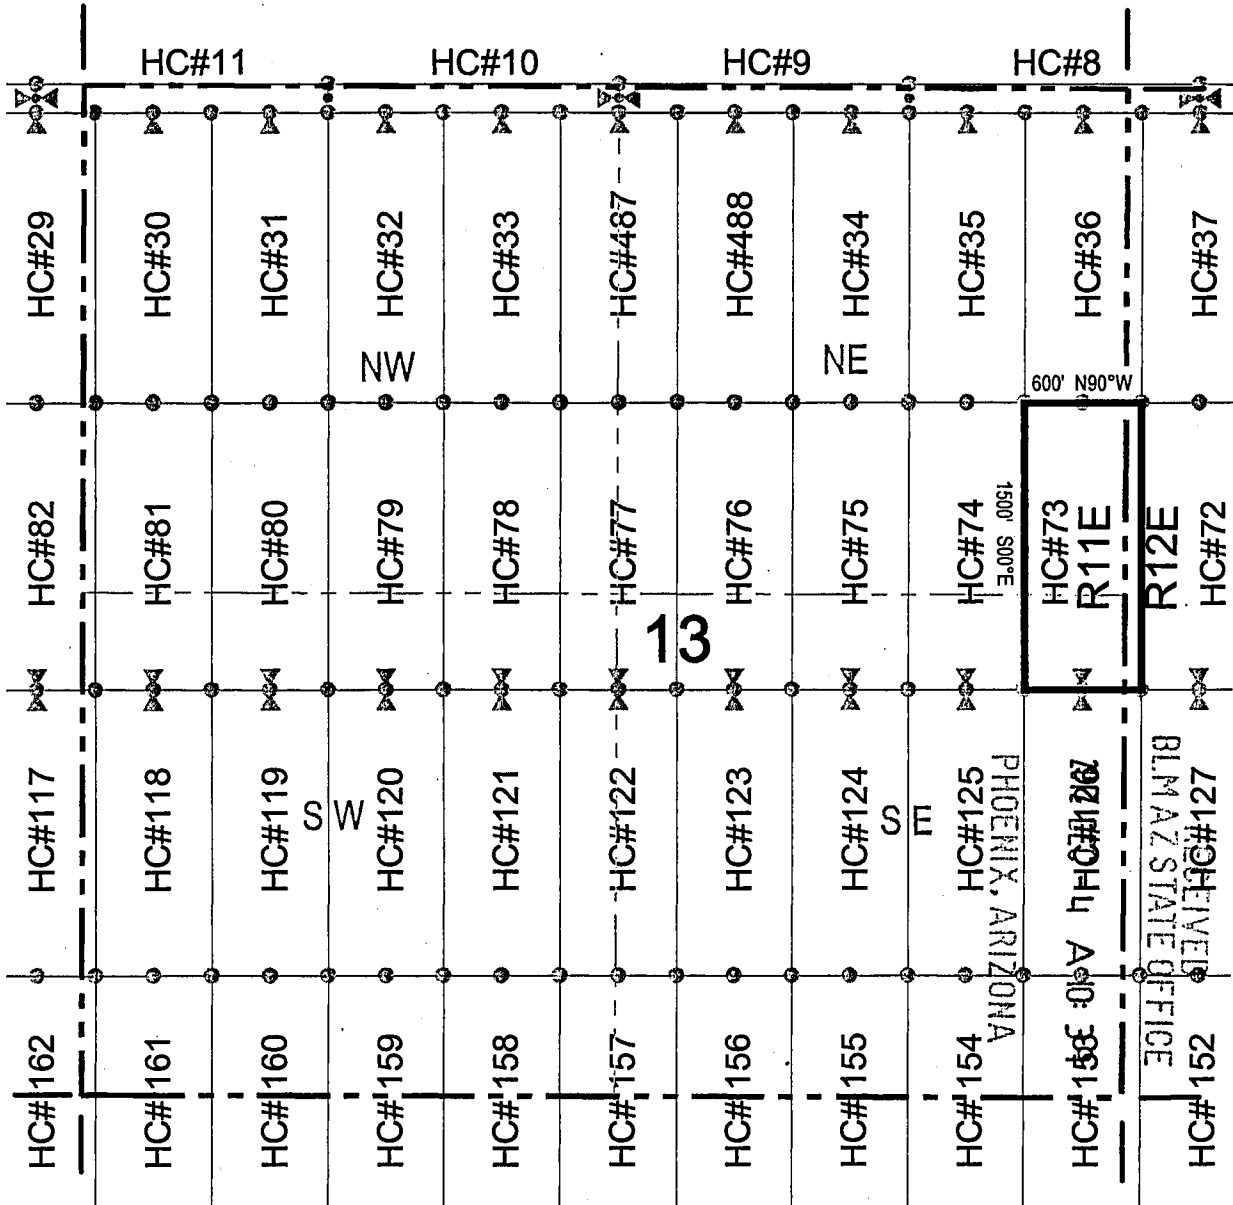 HC#11 HC#10 HC#9 HC#8
HC#29 HC#30 HC#31 HC#32 HC#33 HC#487 HC#488 HC#34 HC#35 HC#36 HC#37
NW NE
600' N90°W
HC#82 HC#81 HC#80 HC#79 HC#78 HC#77 HC#76 HC#75 HC#74 HC#73 HC#72
1500' S00°E
R11E R12E
13
HC#117 HC#118 HC#119 HC#120 HC#121 HC#122 HC#123 HC#124 HC#125 HC#126 HC#127
SW SE
RECEIVED
BLM AZ STATE OFFICE
PHOENIX, ARIZONA
HC#162 HC#161 HC#160 HC#159 HC#158 HC#157 HC#156 HC#155 HC#154 HC#153 HC#152